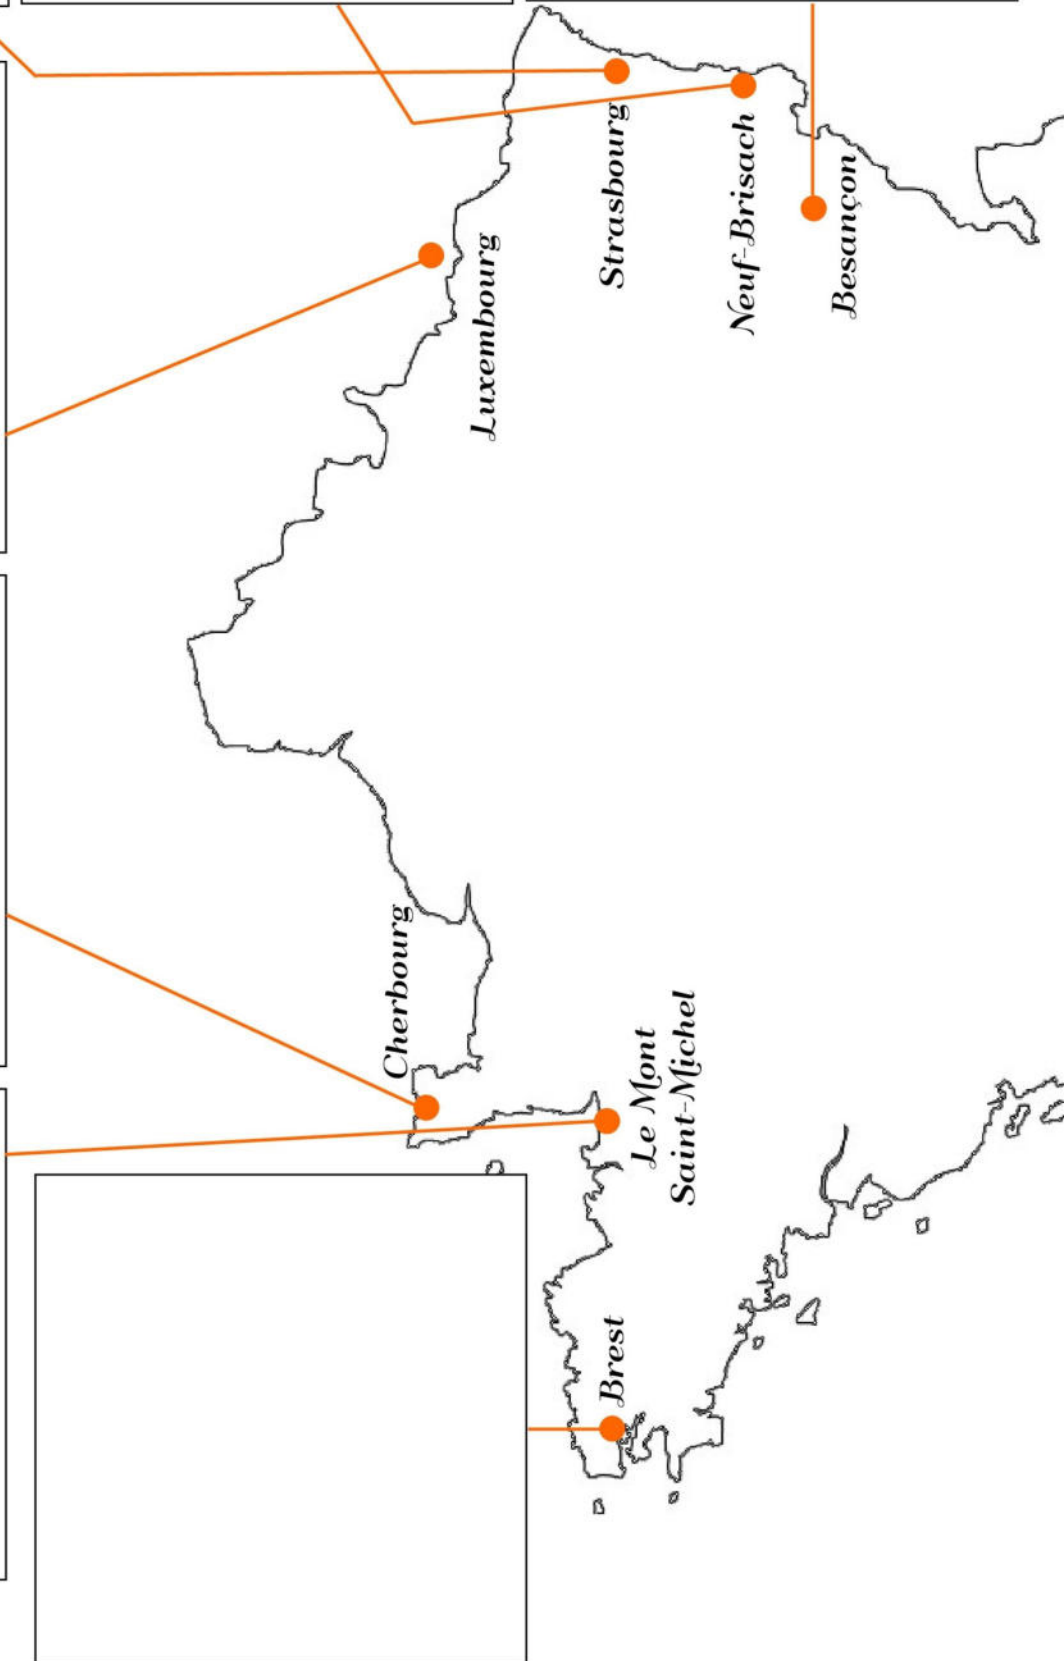 Cherbourg
Luxembourg
Strasbourg
Neuf-Brisach
Besançon
Le Mont
Saint-Michel
Brest